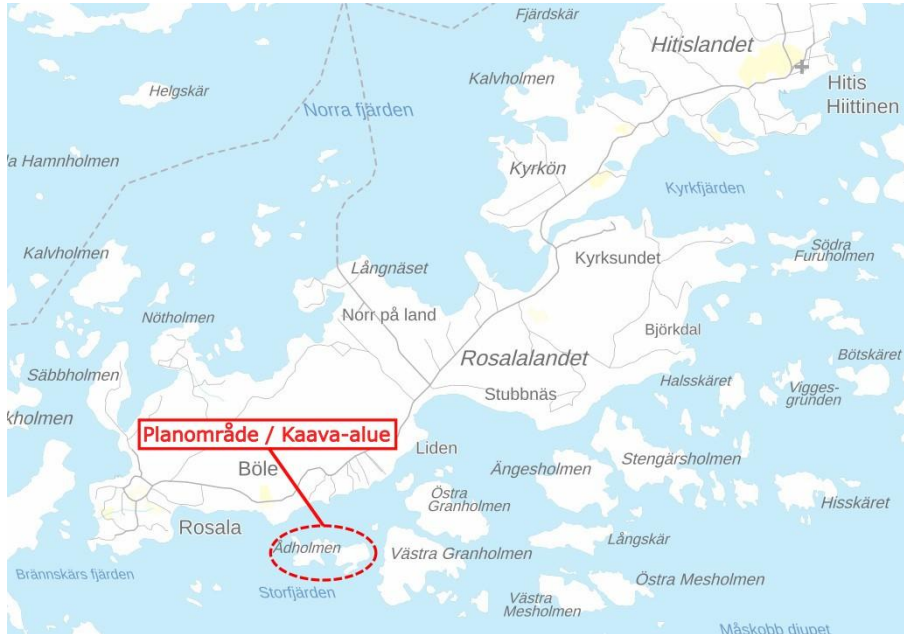 Fjärdskär
Hitislandet
Kalvholmen
Hitis
Hiittinen
Helgskär
Norra fjärden
Hamnholmen
Kyrkön
Kyrkfjärden
Kalvholmen
Södra
Furuholmen
Kyrksundet
Långnäset
Nötholmen
Norr på land
Björkdal
Rosalalandet
Bötskäret
Säbbholmen
Halsskäret
Stubbnäs
Vigges-
grunden
kholmen
Planområde / Kaava-alue
Liden
Böle
Ängesholmen
Stengärsholmen
Östra
Granholmen
Hisskäret
Rosala
Ådholmen
Västra Granholmen
Långskär
Brännskärs fjärden
Storfjärden
Östra Mesholmen
Västra
Mesholmen
Måskobb djupet